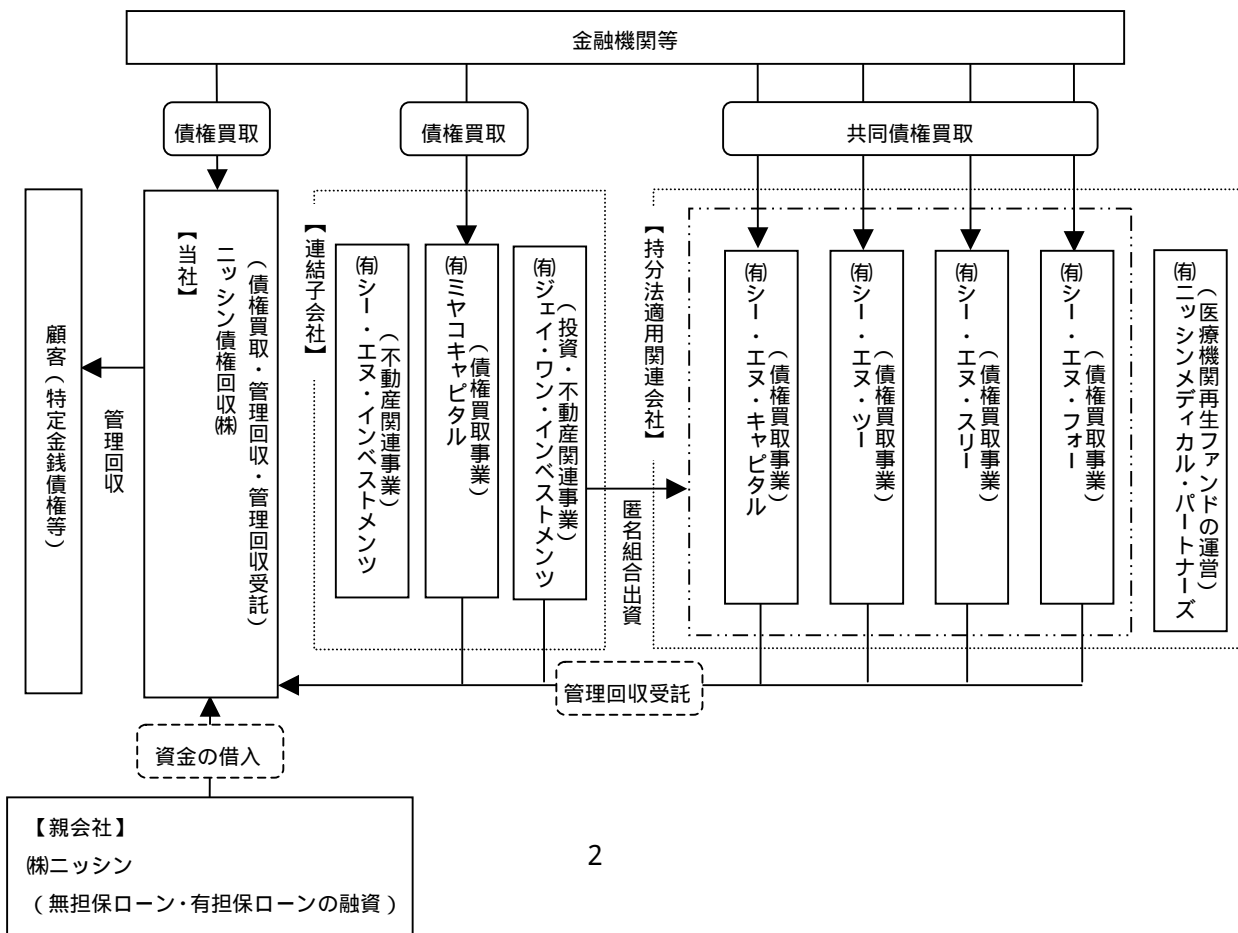 金融機関等
債権買取
債権買取
共同債権買取
顧客（特定金銭債権等）
管理回収
【当社】
ニッシン債権回収㈱
（債権買取・管理回収・管理回収受託）
【連結子会社】
㈲シー・エヌ・インベストメンツ
（不動産関連事業）
㈲ミヤコキャピタル
（債権買取事業）
㈲ジェイ・ワン・インベストメンツ
（投資・不動産関連事業）
匿名組合出資
【持分法適用関連会社】
㈲シー・エヌ・キャピタル
（債権買取事業）
㈲シー・エヌ・ツー
（債権買取事業）
㈲シー・エヌ・スリー
（債権買取事業）
㈲シー・エヌ・フォー
（債権買取事業）
㈲ニッシンメディカル・パートナーズ
（医療機関再生ファンドの運営）
管理回収受託
資金の借入
【親会社】
㈱ニッシン
（無担保ローン・有担保ローンの融資）
2